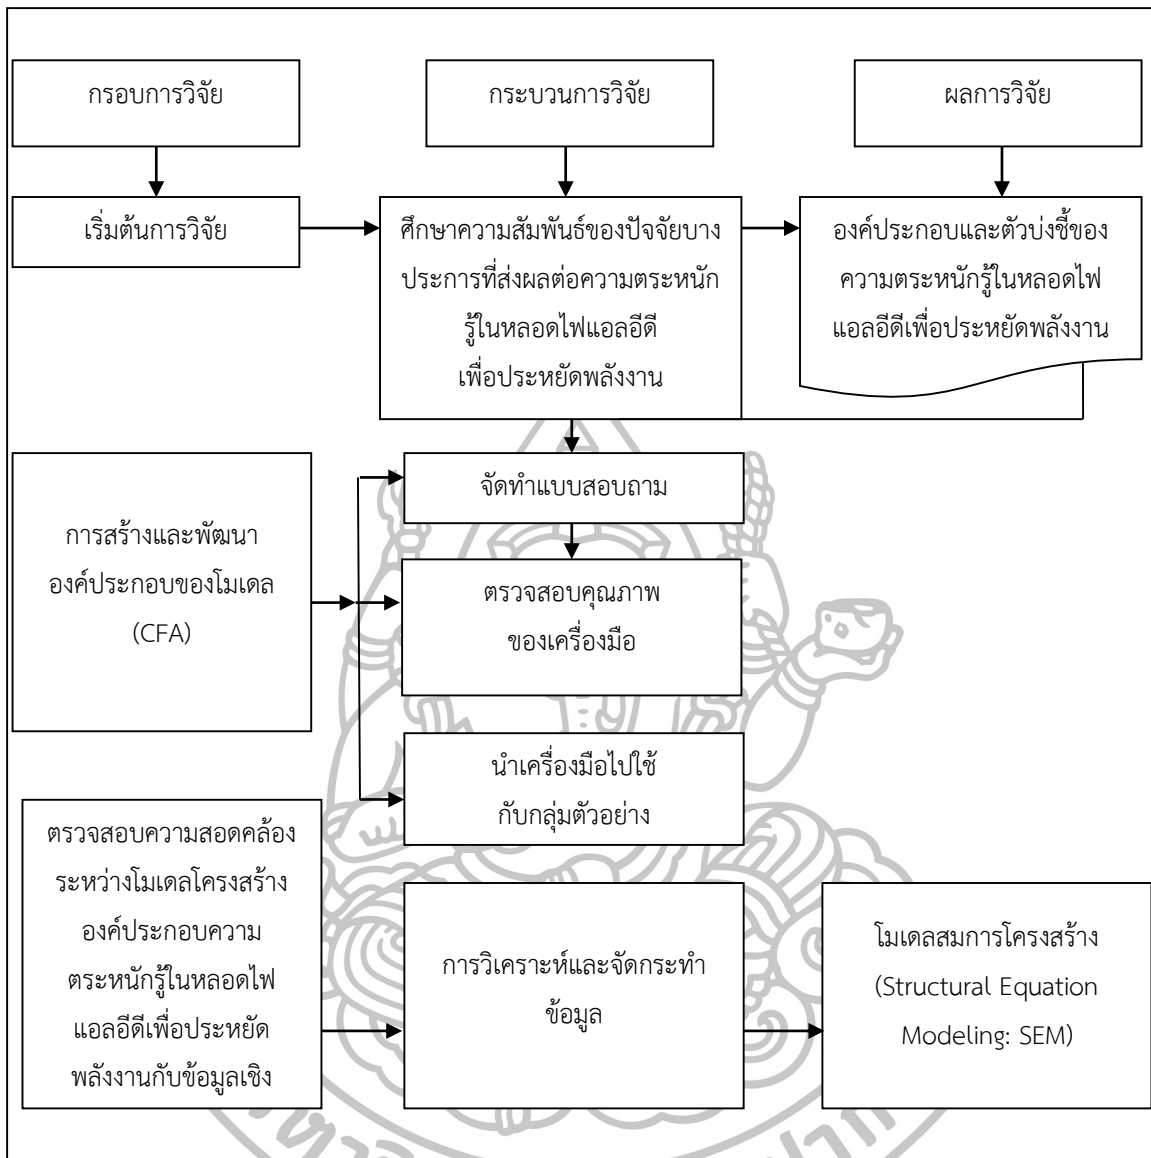 กรอบการวิจัย
กระบวนการวิจัย
ผลการวิจัย
เริ่มต้นการวิจัย
ศึกษาความสัมพันธ์ของปัจจัยบาง
ประการที่ส่งผลต่อความตระหนัก
รู้ในหลอดไฟแอลอีดี
เพื่อประหยัดพลังงาน
องค์ประกอบและตัวบ่งชี้ของ
ความตระหนักรู้ในหลอดไฟ
แอลอีดีเพื่อประหยัดพลังงาน
การสร้างและพัฒนา
องค์ประกอบของโมเดล
(CFA)
จัดทำแบบสอบถาม
ตรวจสอบคุณภาพ
ของเครื่องมือ
นำเครื่องมือไปใช้
กับกลุ่มตัวอย่าง
ตรวจสอบความสอดคล้อง
ระหว่างโมเดลโครงสร้าง
องค์ประกอบความ
ตระหนักรู้ในหลอดไฟ
แอลอีดีเพื่อประหยัด
พลังงานกับข้อมูลเชิง
การวิเคราะห์และจัดกระทำ
ข้อมูล
โมเดลสมการโครงสร้าง
(Structural Equation
Modeling: SEM)